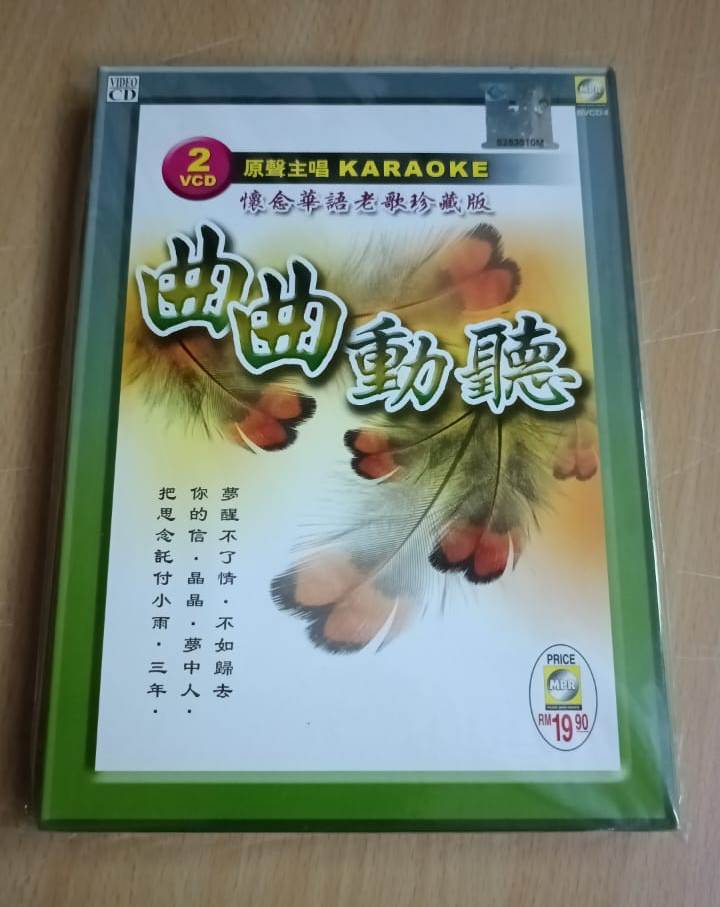 VIDEO
CD
MBR
2
VCD
原聲主唱 KARAOKE
懷念華語老歌珍藏版
曲曲動聽
夢醒不了情．不如歸去
你的信．晶晶．夢中人．
把思念託付小雨．三年．
PRICE
MBR
RM19 90